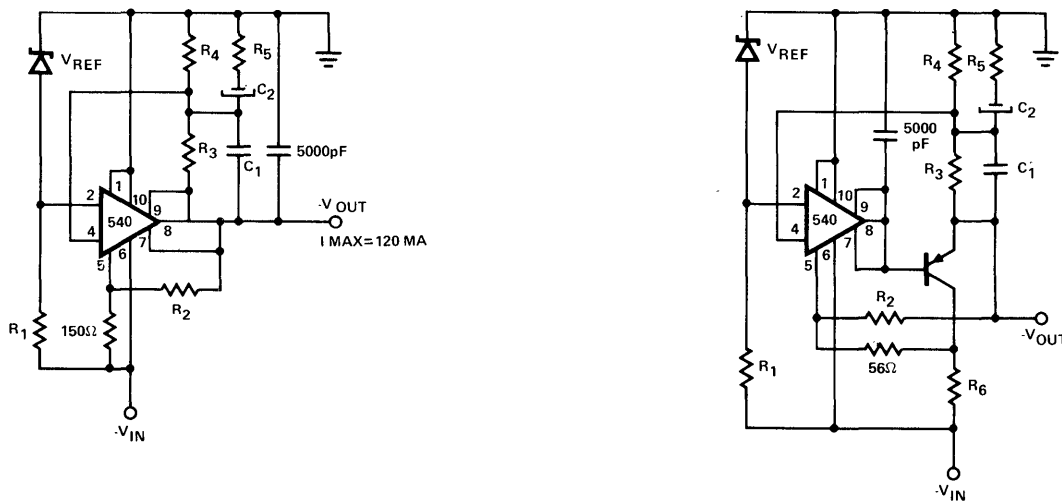 VREF
R4
R5
C2
R3
C1
5000pF
2
1
10
9
540
8
4
7
6
5
-VOUT
I MAX=120 MA
R2
R1
150Ω
-VIN
VREF
R4
R5
C2
5000
pF
R3
C1
2
1
10
9
540
8
4
7
6
5
R2
-VOUT
R1
56Ω
R6
-VIN